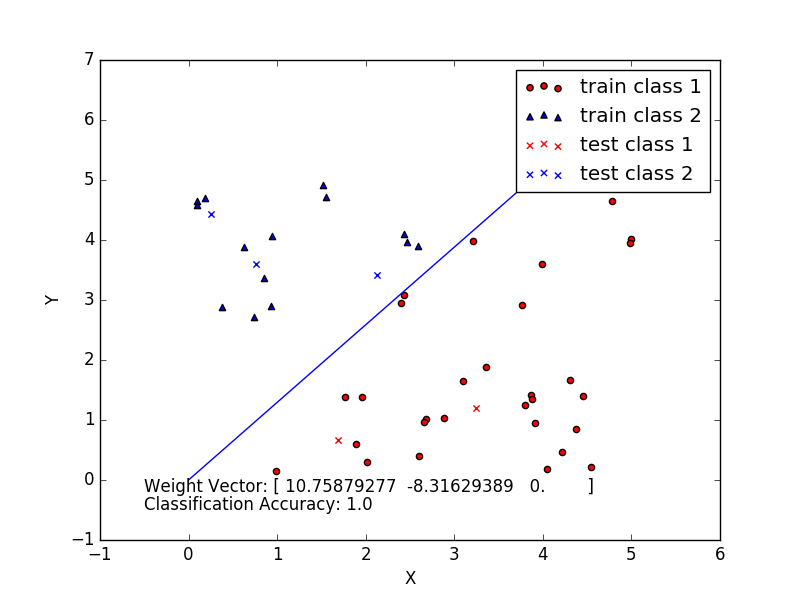 7
6
5
4
3
2
1
0
−1
Y
train class 1
train class 2
test class 1
test class 2
Weight Vector: [ 10.75879277 -8.31629389 0. ]
Classification Accuracy: 1.0
−1 0 1 2 3 4 5 6
X